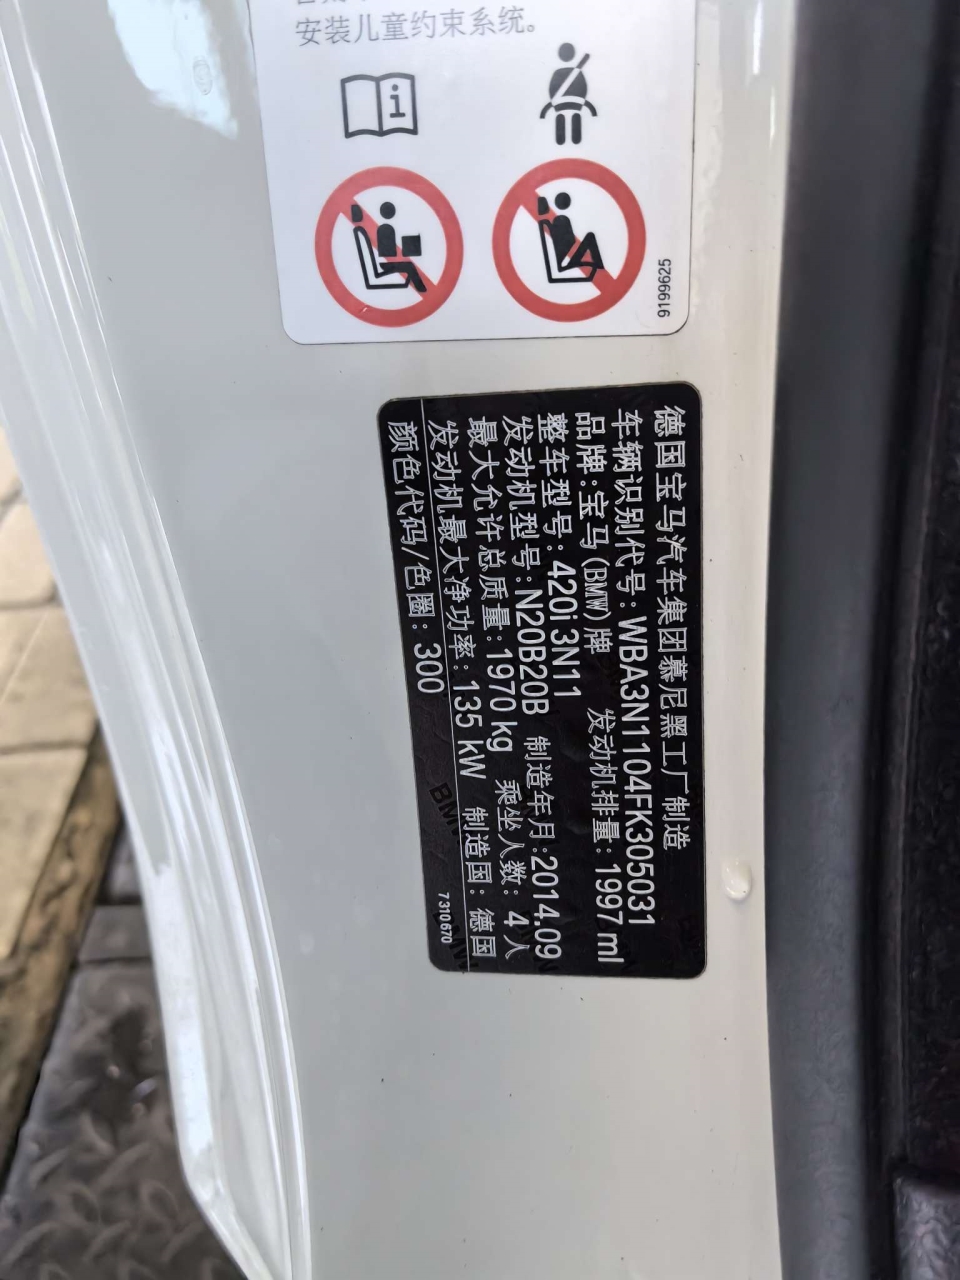 安装儿童约束系统。
9199625
德国宝马汽车集团慕尼黑工厂制造
车辆识别代号: WBA3N1104FK305031
品牌:宝马(BMW)牌 发动机排量: 1997 ml
整车型号: 420i 3N11
发动机型号: N20B20B 制造年月:2014.09
最大允许总质量: 1970 kg 乘坐人数: 4人
发动机最大净功率: 135 kW 制造国: 德国
颜色代码/色圈: 300
7310670